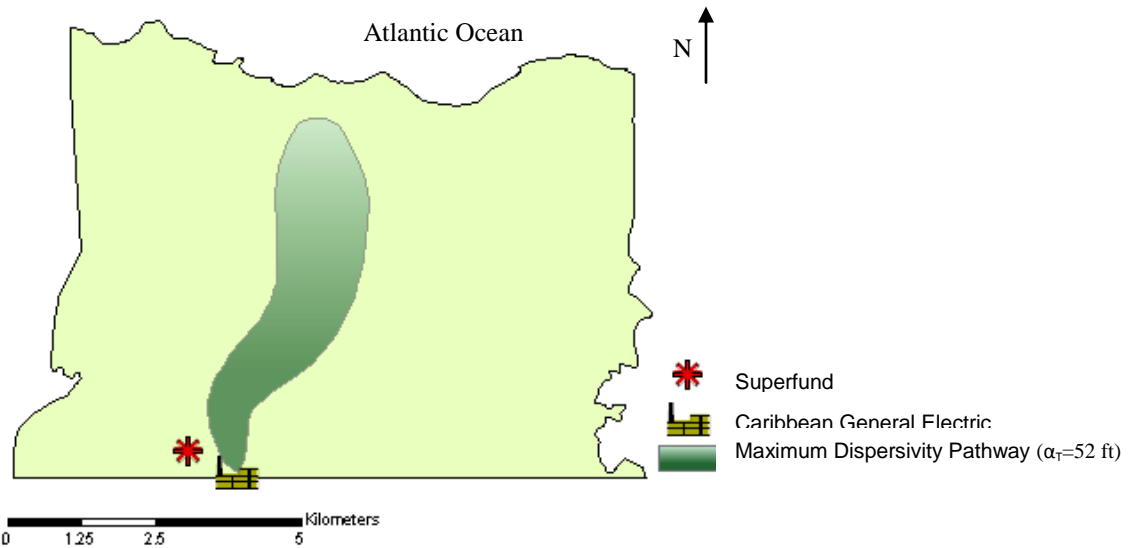 Atlantic Ocean
N
Superfund
Caribbean General Electric
Maximum Dispersivity Pathway (αT=52 ft)
Kilometers
0 1.25 2.5 5